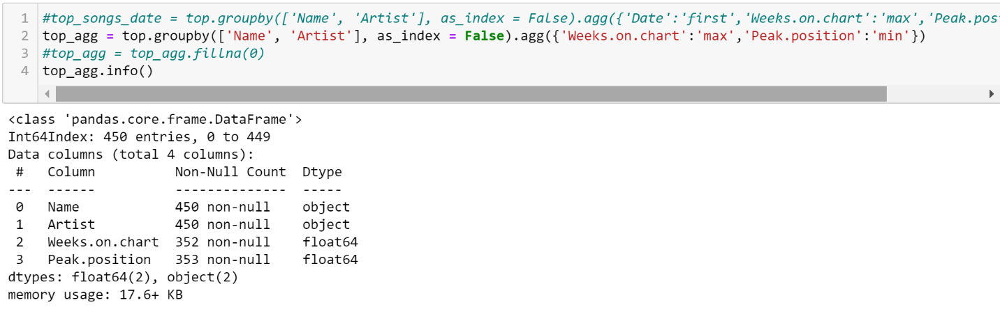 1 #top_songs_date = top.groupby(['Name', 'Artist'], as_index = False).agg({'Date':'first','Weeks.on.chart':'max','Peak.pos
2 top_agg = top.groupby(['Name', 'Artist'], as_index = False).agg({'Weeks.on.chart':'max','Peak.position':'min'})
3 #top_agg = top_agg.fillna(0)
4 top_agg.info()
<class 'pandas.core.frame.DataFrame'>
Int64Index: 450 entries, 0 to 449
Data columns (total 4 columns):
 #   Column          Non-Null Count  Dtype
---  ------          --------------  -----
 0   Name            450 non-null    object
 1   Artist          450 non-null    object
 2   Weeks.on.chart  352 non-null    float64
 3   Peak.position   353 non-null    float64
dtypes: float64(2), object(2)
memory usage: 17.6+ KB